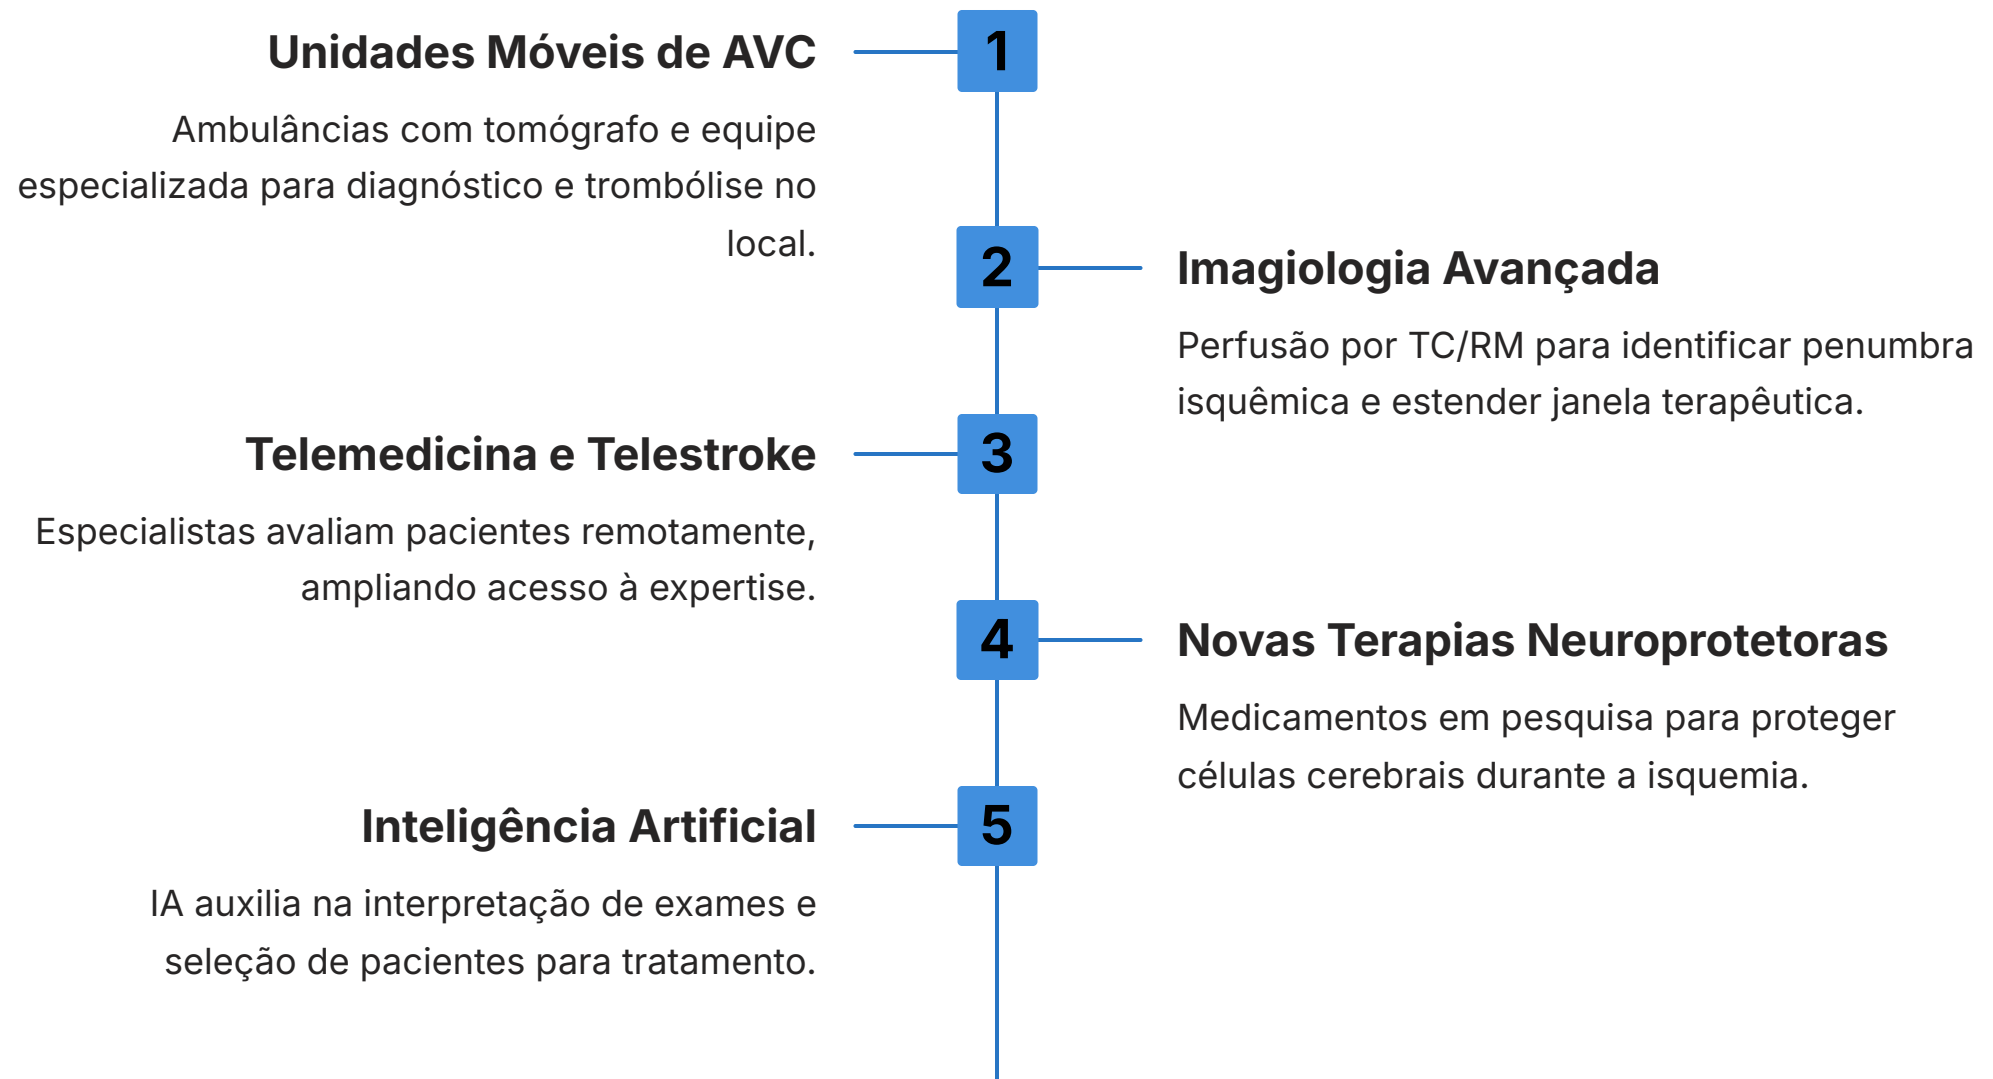 1
Unidades Móveis de AVC
Ambulâncias com tomógrafo e equipe
especializada para diagnóstico e trombólise no
local.
2
Imagiologia Avançada
Perfusão por TC/RM para identificar penumbra
isquêmica e estender janela terapêutica.
3
Telemedicina e Telestroke
Especialistas avaliam pacientes remotamente,
ampliando acesso à expertise.
4
Novas Terapias Neuroprotetoras
Medicamentos em pesquisa para proteger
células cerebrais durante a isquemia.
5
Inteligência Artificial
IA auxilia na interpretação de exames e
seleção de pacientes para tratamento.